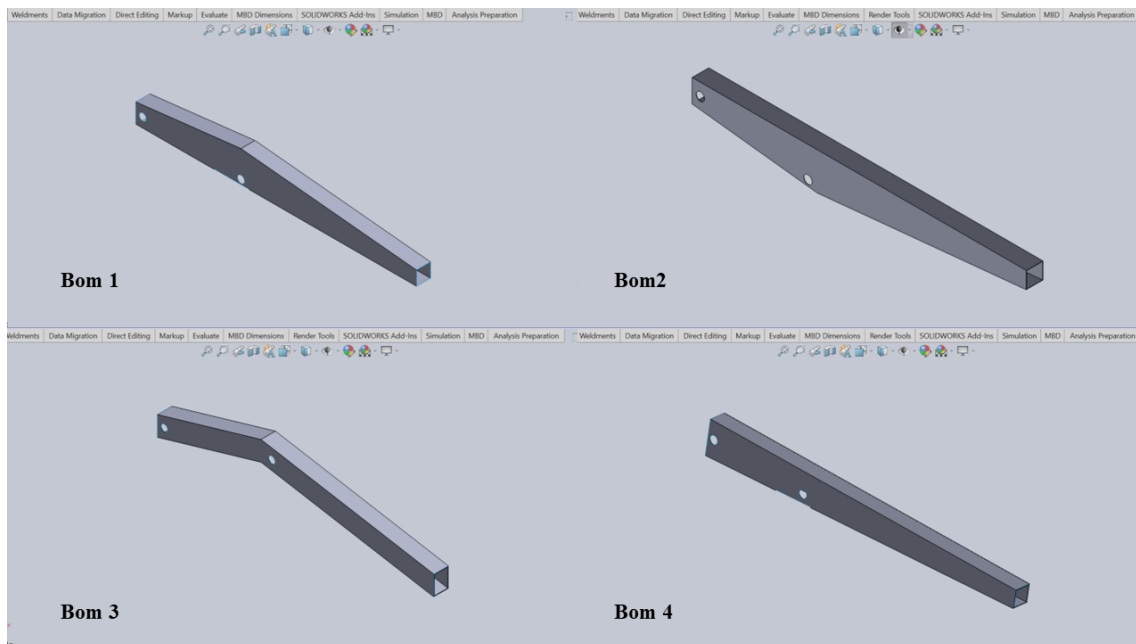 Weldments Data Migration Direct Editing Markup Evaluate MBD Dimensions SOLIDWORKS Add-Ins Simulation MBD Analysis Preparation
Weldments Data Migration Direct Editing Markup Evaluate MBD Dimensions Render Tools SOLIDWORKS Add-Ins Simulation MBD Analysis Preparation
Bom 1
Bom2
Weldments Data Migration Direct Editing Markup Evaluate MBD Dimensions Render Tools SOLIDWORKS Add-Ins Simulation MBD Analysis Preparation
Weldments Data Migration Direct Editing Markup Evaluate MBD Dimensions Render Tools SOLIDWORKS Add-Ins Simulation MBD Analysis Preparation
Bom 3
Bom 4